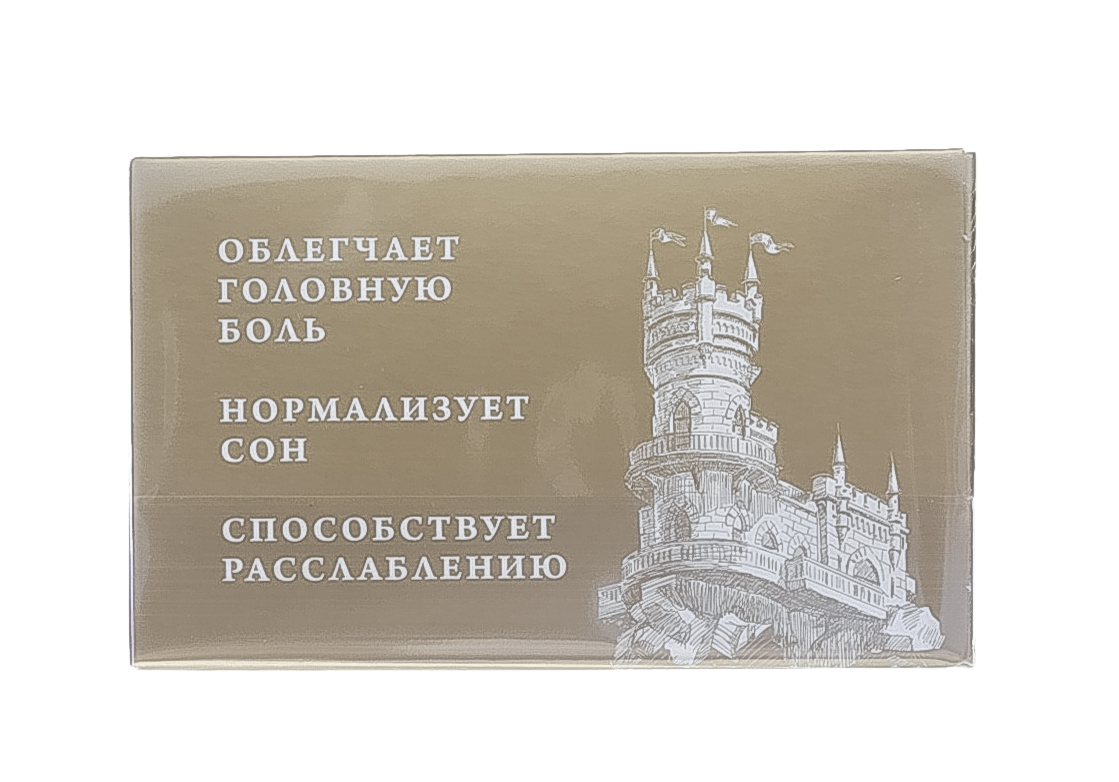 ОБЛЕГЧАЕТ
ГОЛОВНУЮ
БОЛЬ
НОРМАЛИЗУЕТ
СОН
СПОСОБСТВУЕТ
РАССЛАБЛЕНИЮ